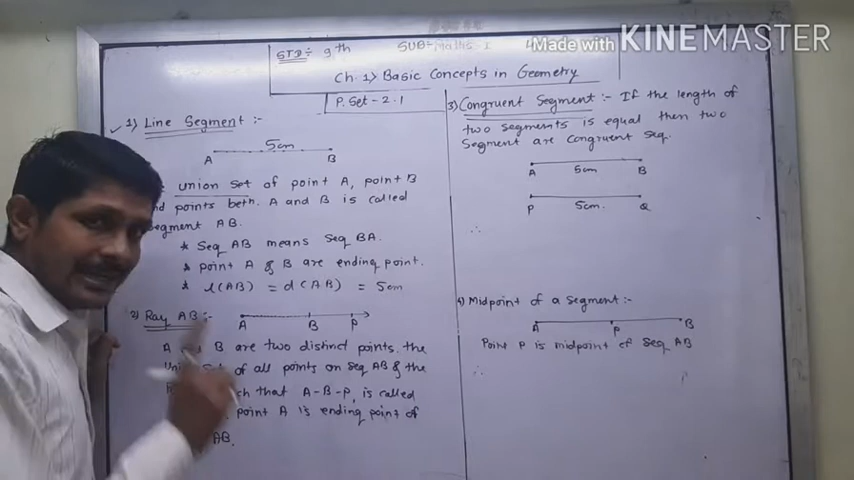 Made with KINEMASTER
STD÷ 9th SUB- Maths-I
Ch. 1> Basic Concepts in Geometry
P. Set - 2.1
1) Line Segment :-
5cm
A B
union set of point A, point B
points beth. A and B is called
Segment AB.
* Seg AB means Seg BA.
* point A & B are ending point.
* l(AB) = d(AB) = 5cm
2) Ray AB:-
A B P
A B are two distinct points. the
of all points on seg AB & the
that A-B-P, is called
point A is ending point of
AB.
3) Congruent Segment :- If the length of
two segments is equal then two
Segment are congruent seg.
A 5cm B
P 5cm. Q
∴
4) Midpoint of a segment :-
A P B
Point P is midpoint of Seg AB
∴